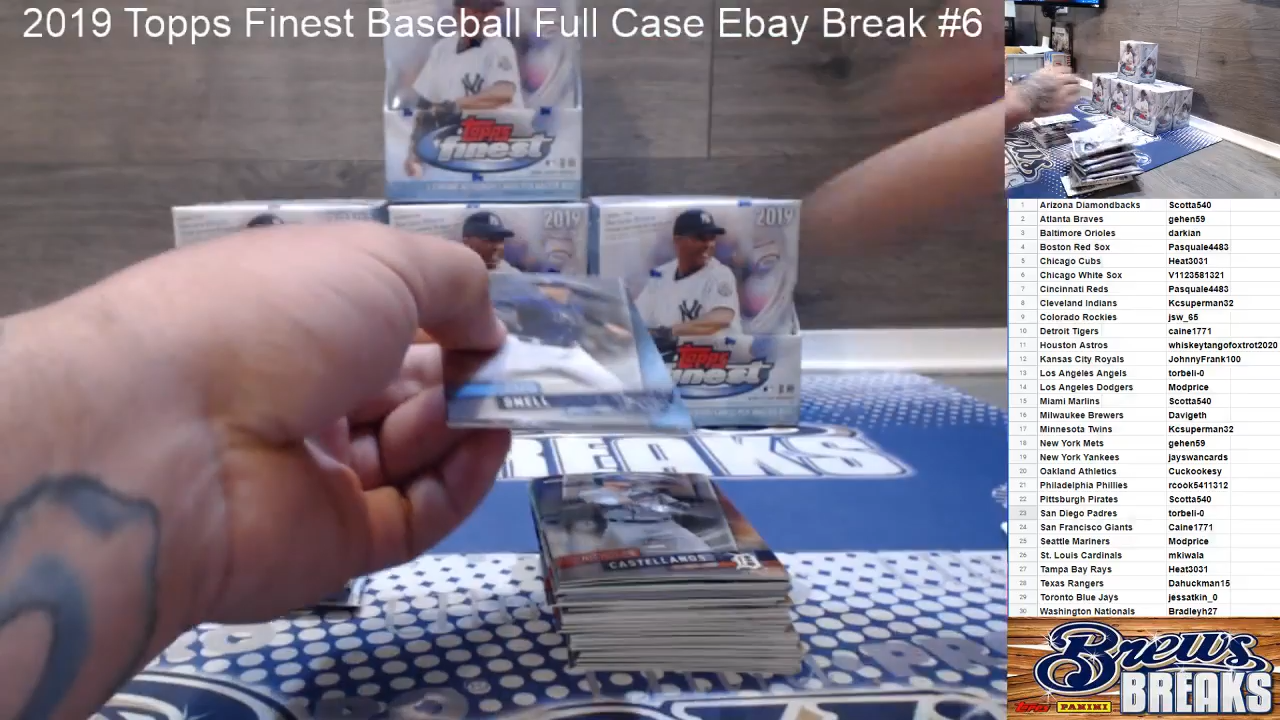 2019 Topps Finest Baseball Full Case Ebay Break #6
TOPPS
finest
2019
2019
TOPPS
finest
SNELL
BREAKS
CASTELLANOS
1 Arizona Diamondbacks Scotta540
2 Atlanta Braves gehen59
3 Baltimore Orioles darkian
4 Boston Red Sox Pasquale4483
5 Chicago Cubs Heat3031
6 Chicago White Sox V1123581321
7 Cincinnati Reds Pasquale4483
8 Cleveland Indians Kcsuperman32
9 Colorado Rockies jsw_65
10 Detroit Tigers caine1771
11 Houston Astros whiskeytangofoxtrot2020
12 Kansas City Royals JohnnyFrank100
13 Los Angeles Angels torbeli-0
14 Los Angeles Dodgers Modprice
15 Miami Marlins Scotta540
16 Milwaukee Brewers Davigeth
17 Minnesota Twins Kcsuperman32
18 New York Mets gehen59
19 New York Yankees jayswancards
20 Oakland Athletics Cuckookesy
21 Philadelphia Phillies rcook5411312
22 Pittsburgh Pirates Scotta540
23 San Diego Padres torbeli-0
24 San Francisco Giants Caine1771
25 Seattle Mariners Modprice
26 St. Louis Cardinals mkiwala
27 Tampa Bay Rays Heat3031
28 Texas Rangers Dahuckman15
29 Toronto Blue Jays jessatkin_0
30 Washington Nationals Bradleyh27
Brews
BREAKS
Topps PANINI